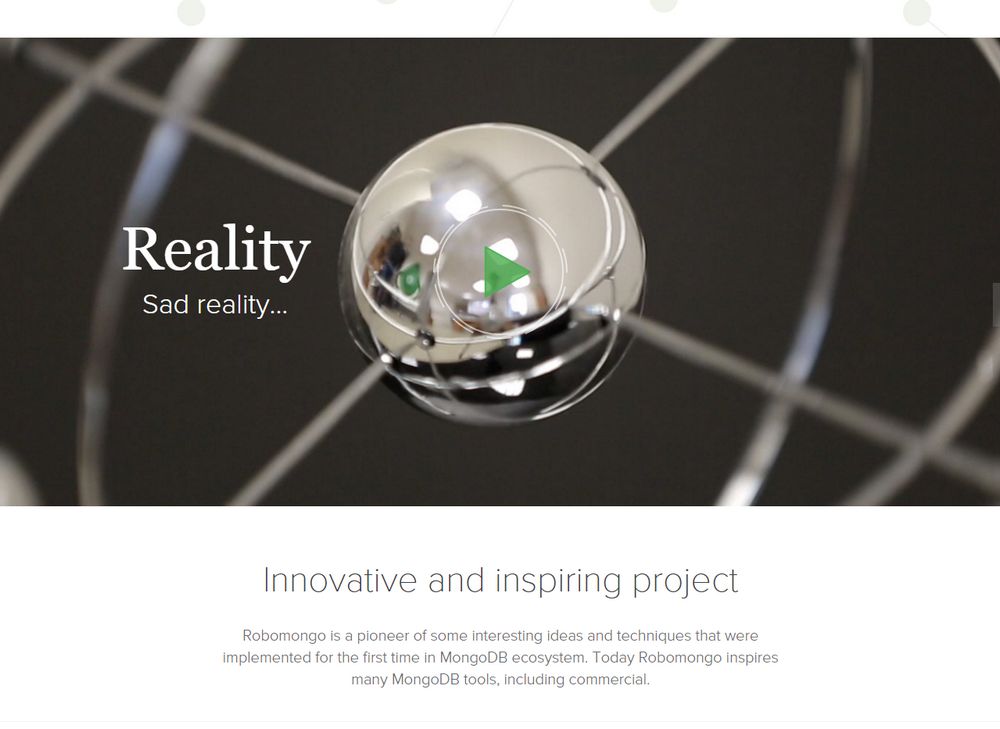 Reality
Sad reality...
Innovative and inspiring project
Robomongo is a pioneer of some interesting ideas and techniques that were
implemented for the first time in MongoDB ecosystem. Today Robomongo inspires
many MongoDB tools, including commercial.